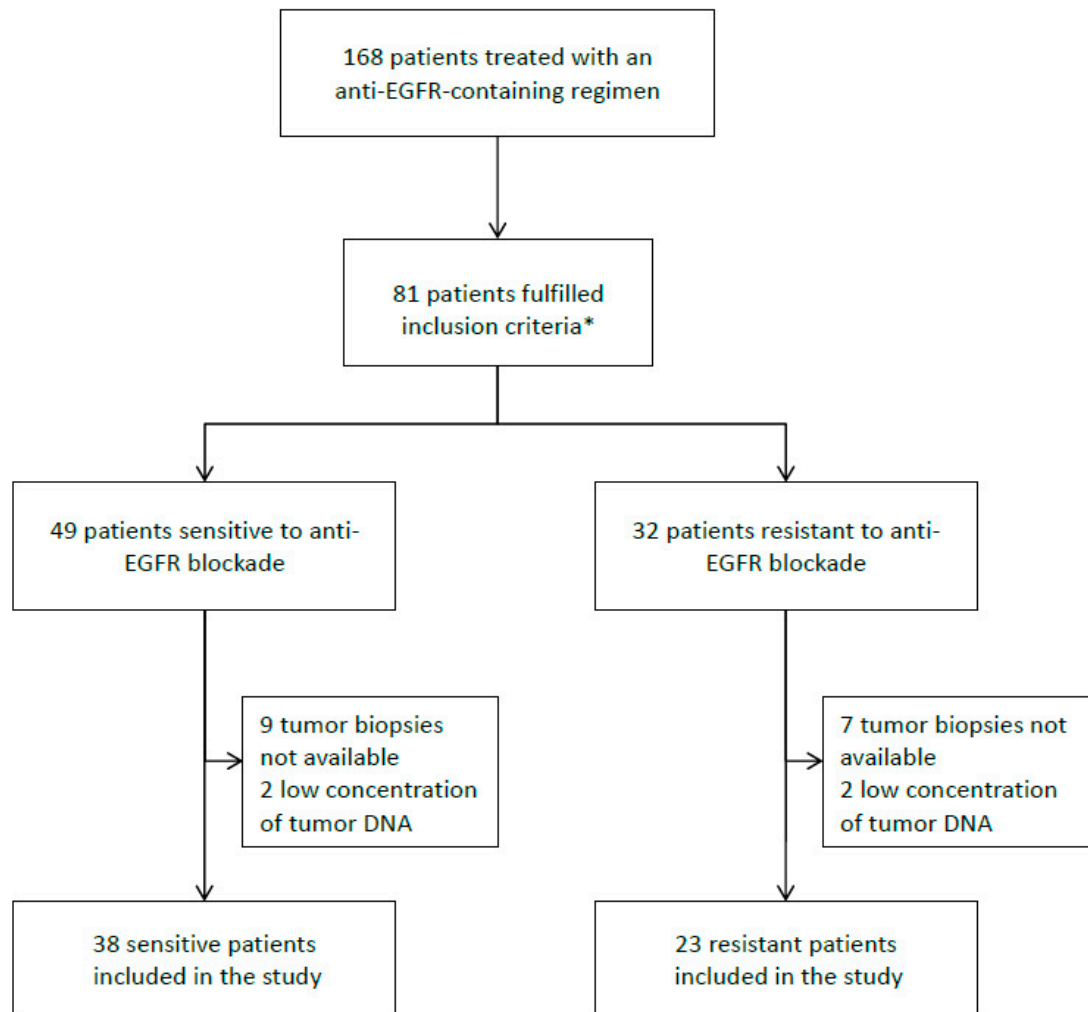 168 patients treated with an
anti-EGFR-containing regimen
81 patients fulfilled
inclusion criteria*
49 patients sensitive to anti-
EGFR blockade
32 patients resistant to anti-
EGFR blockade
9 tumor biopsies
not available
2 low concentration
of tumor DNA
7 tumor biopsies not
available
2 low concentration
of tumor DNA
38 sensitive patients
included in the study
23 resistant patients
included in the study